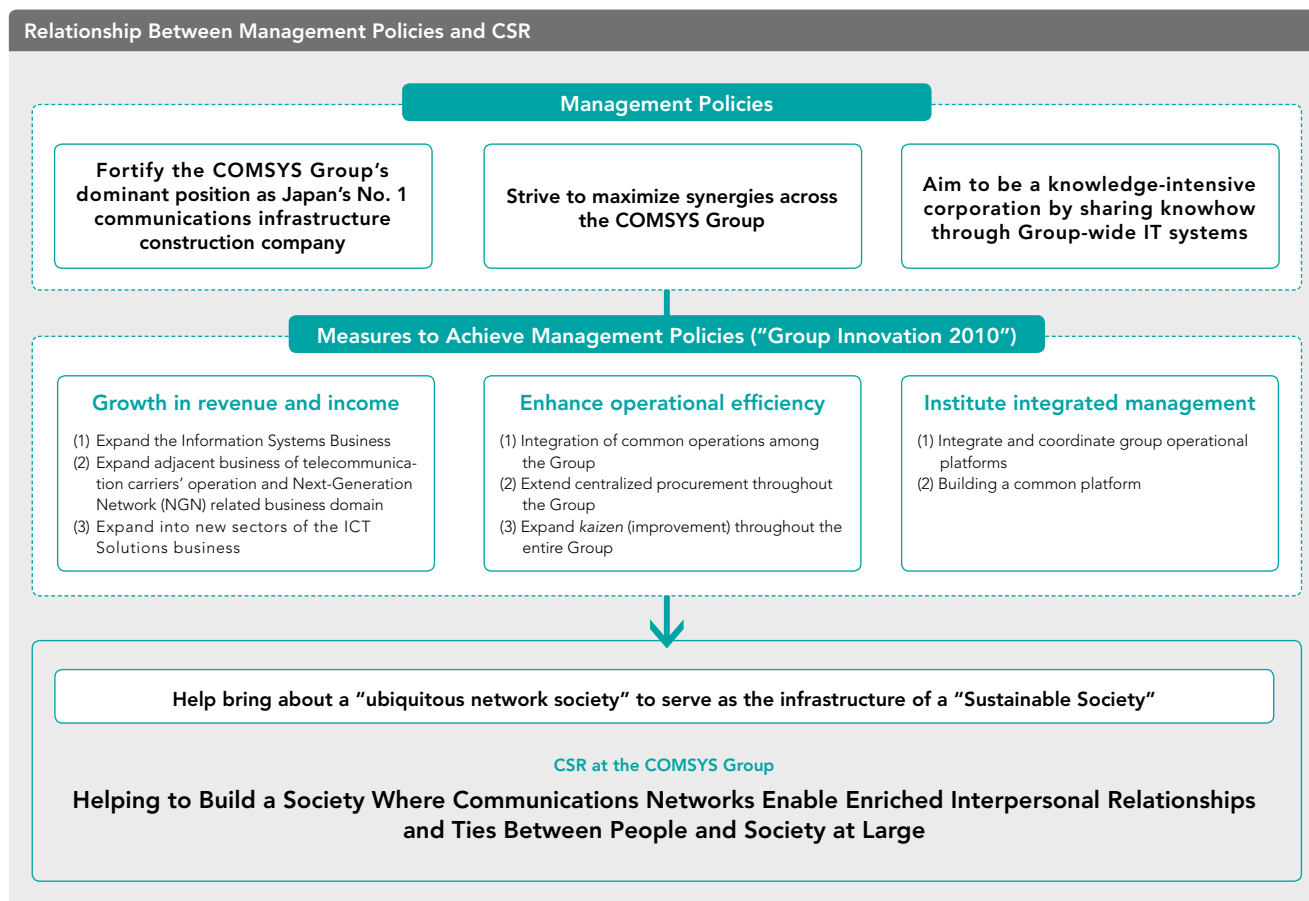 Relationship Between Management Policies and CSR
Management Policies
Fortify the COMSYS Group's
dominant position as Japan's No. 1
communications infrastructure
construction company
Strive to maximize synergies across
the COMSYS Group
Aim to be a knowledge-intensive
corporation by sharing knowhow
through Group-wide IT systems
Measures to Achieve Management Policies (“Group Innovation 2010”)
Growth in revenue and income
(1) Expand the Information Systems Business
(2) Expand adjacent business of telecommunica-
tion carriers' operation and Next-Generation
Network (NGN) related business domain
(3) Expand into new sectors of the ICT
Solutions business
Enhance operational efficiency
(1) Integration of common operations among
the Group
(2) Extend centralized procurement throughout
the Group
(3) Expand kaizen (improvement) throughout the
entire Group
Institute integrated management
(1) Integrate and coordinate group operational
platforms
(2) Building a common platform
Help bring about a “ubiquitous network society” to serve as the infrastructure of a “Sustainable Society”
CSR at the COMSYS Group
Helping to Build a Society Where Communications Networks Enable Enriched Interpersonal Relationships
and Ties Between People and Society at Large